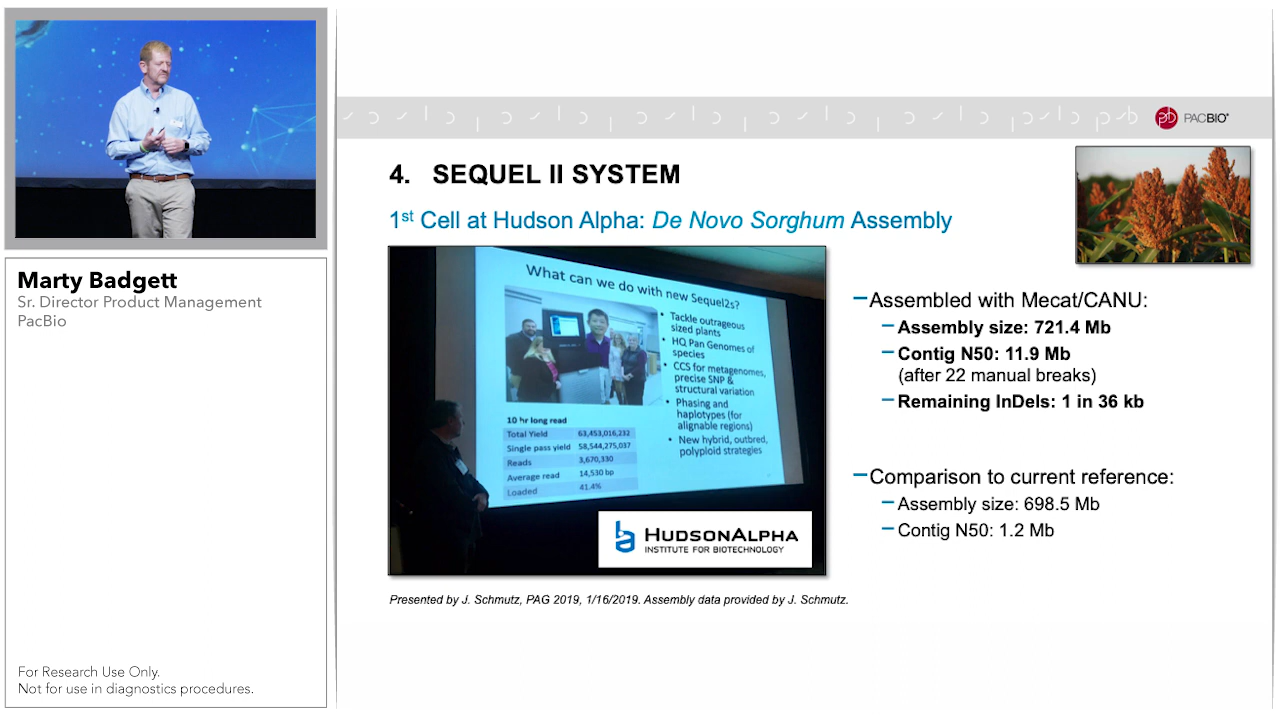 Marty Badgett
Sr. Director Product Management
PacBio
For Research Use Only.
Not for use in diagnostics procedures.
PACBIO®
4. SEQUEL II SYSTEM
1st Cell at Hudson Alpha: De Novo Sorghum Assembly
What can we do with new Sequel2s?
• Tackle outrageous
sized plants
• HQ Pan Genomes of
species
• CCS for metagenomes,
precise SNP &
structural variation
• Phasing and
haplotypes (for
alignable regions)
• New hybrid, outbred,
polyploid strategies
10 hr long read
Total Yield 63,453,016,232
Single pass yield 58,544,275,037
Reads 3,670,330
Average read 14,530 bp
Loaded 41.4%
HUDSONALPHA
INSTITUTE FOR BIOTECHNOLOGY
Presented by J. Schmutz, PAG 2019, 1/16/2019. Assembly data provided by J. Schmutz.
–Assembled with Mecat/CANU:
– Assembly size: 721.4 Mb
– Contig N50: 11.9 Mb
(after 22 manual breaks)
– Remaining InDels: 1 in 36 kb
–Comparison to current reference:
– Assembly size: 698.5 Mb
– Contig N50: 1.2 Mb